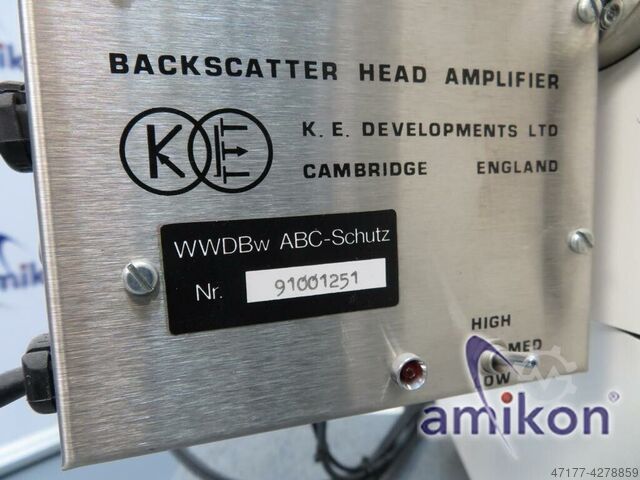 BACKSCATTER HEAD AMPLIFIER
K. E. DEVELOPMENTS LTD
CAMBRIDGE ENGLAND
WWDBw ABC-Schutz
Nr. 91001251
HIGH
MED
OW
amikon®
47177-4278859